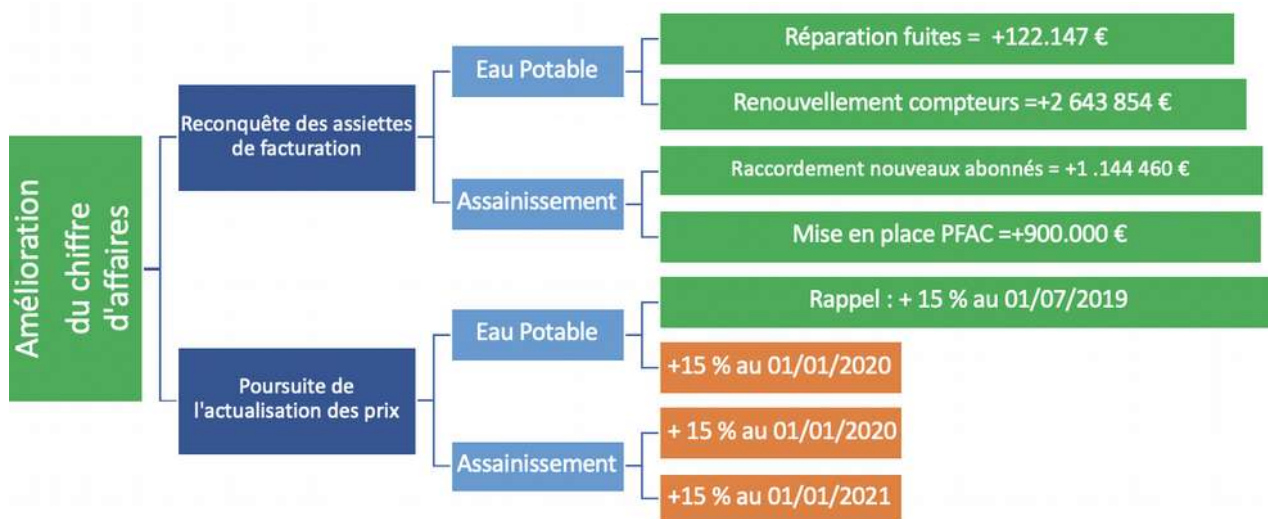 Amélioration
du chiffre
d'affaires
Reconquête des assiettes
de facturation
Eau Potable
Réparation fuites = +122.147 €
Renouvellement compteurs =+2 643 854 €
Assainissement
Raccordement nouveaux abonnés = +1 .144 460 €
Mise en place PFAC =+900.000 €
Poursuite de
l'actualisation des prix
Eau Potable
Rappel : + 15 % au 01/07/2019
+15 % au 01/01/2020
Assainissement
+ 15 % au 01/01/2020
+15 % au 01/01/2021